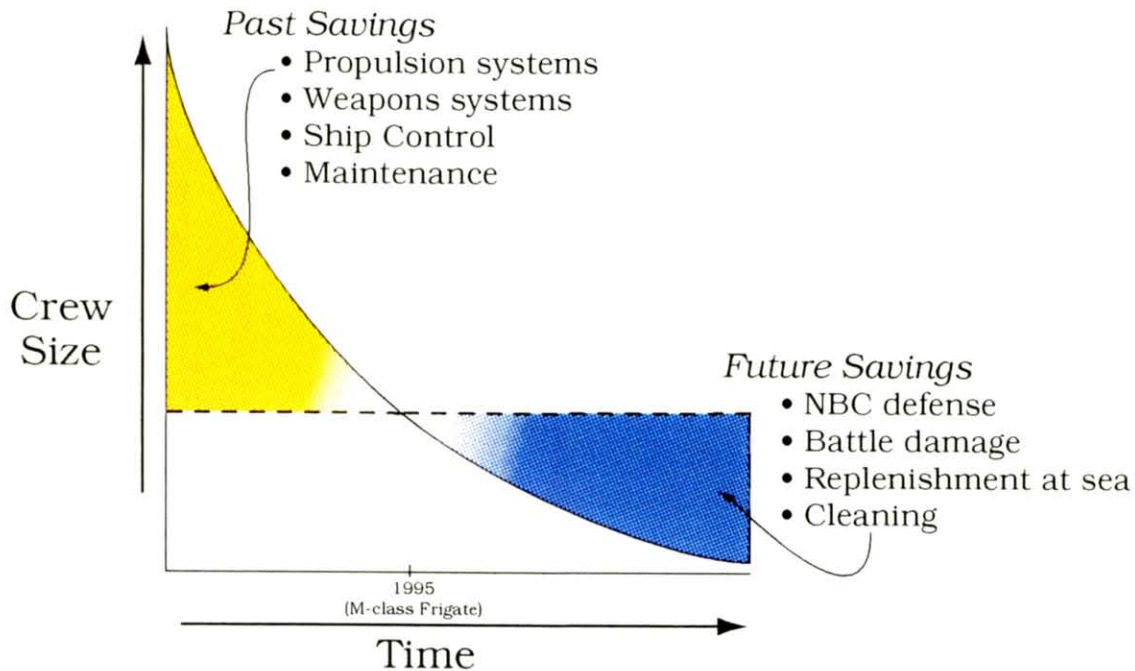 Past Savings
• Propulsion systems
• Weapons systems
• Ship Control
• Maintenance
Crew
Size
Future Savings
• NBC defense
• Battle damage
• Replenishment at sea
• Cleaning
1995
(M-class Frigate)
Time